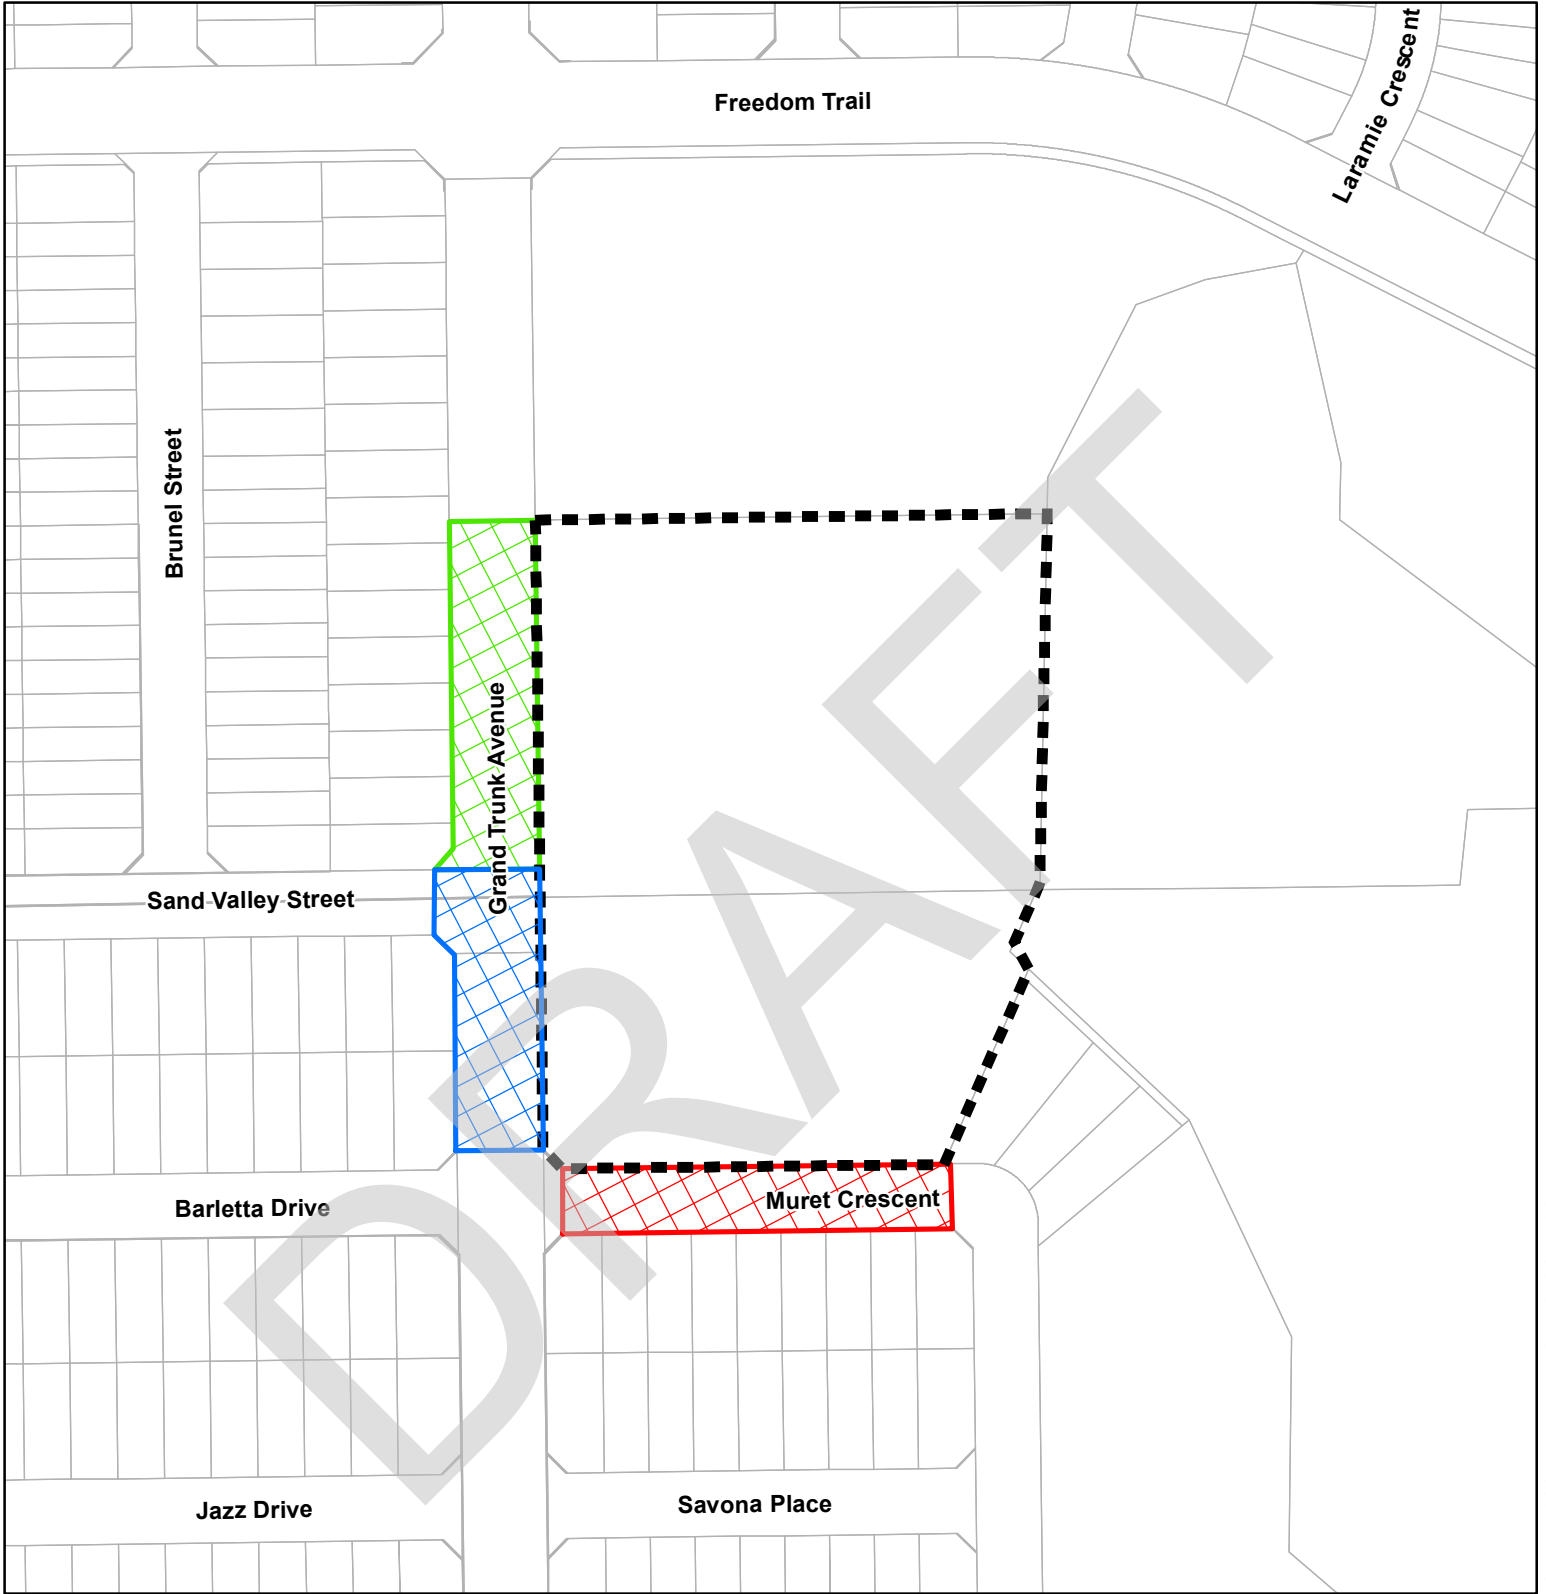 Laramie Crescent
Freedom Trail
Brunel Street
Grand Trunk Avenue
Sand Valley Street
DRAFT
Muret Crescent
Barletta Drive
Savona Place
Jazz Drive